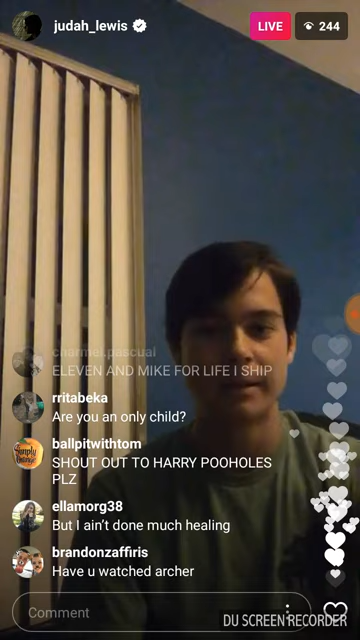 judah_lewis
LIVE
244
charmel.pascual
ELEVEN AND MIKE FOR LIFE I SHIP
rritabeka
Are you an only child?
ballpitwithtom
SHOUT OUT TO HARRY POOHOLES
PLZ
ellamorg38
But I ain't done much healing
brandonzaffiris
Have u watched archer
Comment
DU SCREEN RECORDER